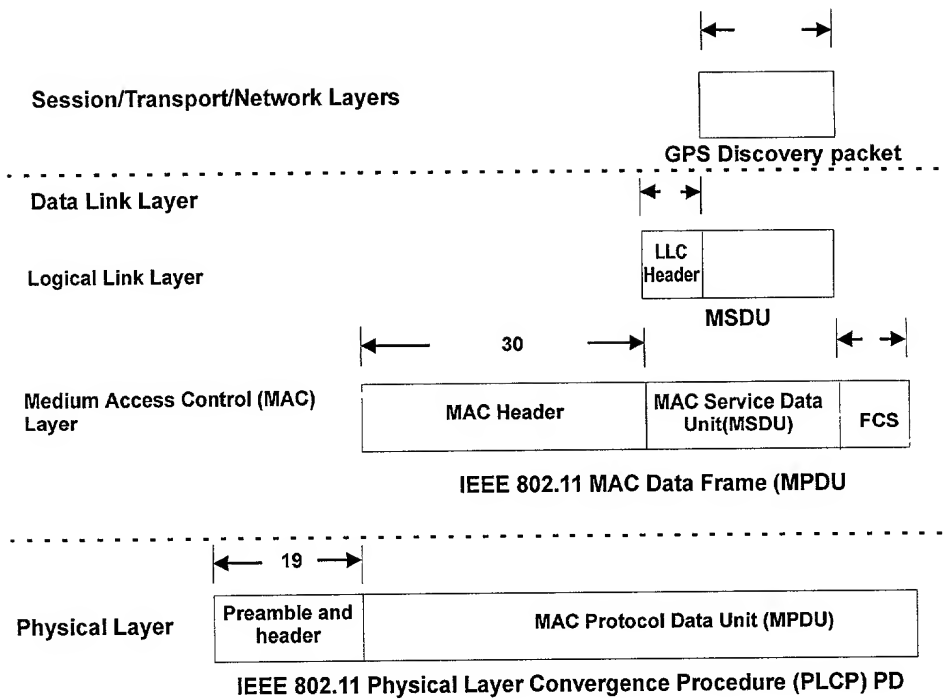 Session/Transport/Network Layers
GPS Discovery packet
Data Link Layer
Logical Link Layer
LLC
Header
MSDU
30
Medium Access Control (MAC)
Layer
MAC Header
MAC Service Data
Unit(MSDU)
FCS
IEEE 802.11 MAC Data Frame (MPDU
19
Physical Layer
Preamble and
header
MAC Protocol Data Unit (MPDU)
IEEE 802.11 Physical Layer Convergence Procedure (PLCP) PD